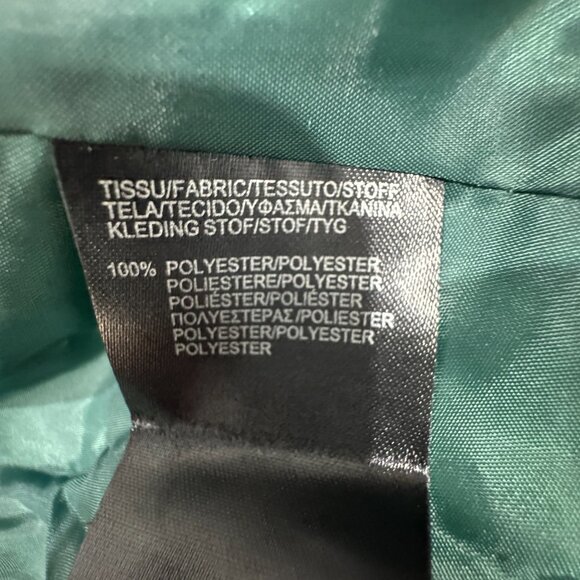 TISSU/FABRIC/TESSUTO/STOFF
TELA/TECIDO/ΥΦΑΣΜΑ/TKANINA
KLEDING STOF/STOF/TYG
100% POLYESTER/POLYESTER
POLIESTERE/POLYESTER
POLIÉSTER/POLIÉSTER
ΠΟΛΥΕΣΤΕΡΑΣ/POLIESTER
POLYESTER/POLYESTER
POLYESTER